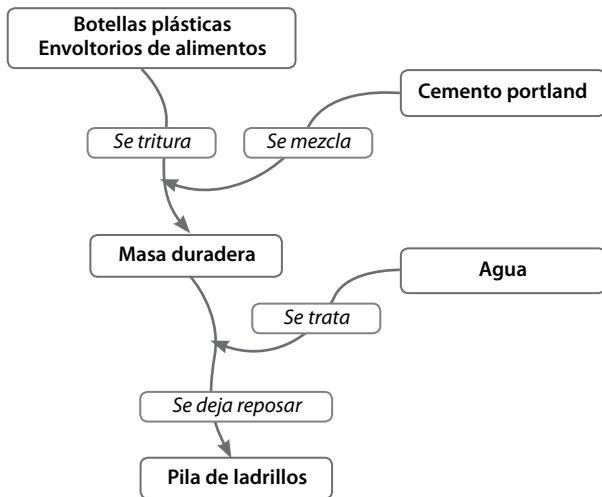 Botellas plásticas
Envoltorios de alimentos
Cemento portland
Se tritura
Se mezcla
Masa duradera
Agua
Se trata
Se deja reposar
Pila de ladrillos